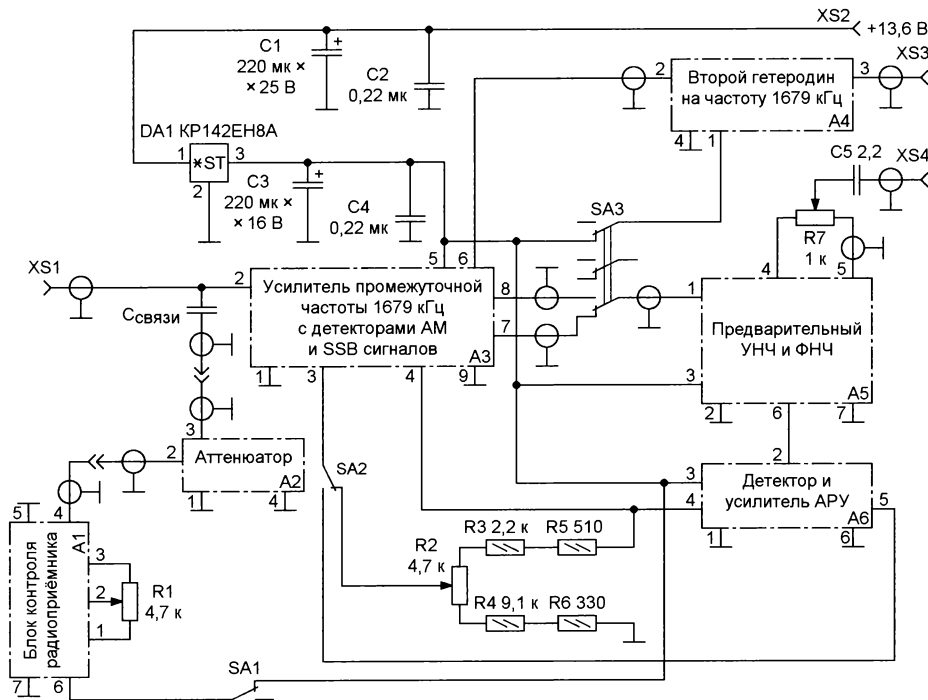 XS2
+13,6 В
C1
220 мк ×
× 25 В
C2
0,22 мк
2
Второй гетеродин
на частоту 1679 кГц
A4
3
XS3
4
1
DA1 КР142ЕН8А
1
∗ST
3
2
C3
220 мк ×
× 16 В
C4
0,22 мк
C5 2,2
XS4
SA3
R7
1 к
4
5
5
6
XS1
2
Усилитель промежуточной
частоты 1679 кГц
с детекторами АМ
и SSB сигналов
A3
8
7
1
3
4
9
1
Предварительный
УНЧ и ФНЧ
A5
3
2
6
7
Cсвязи
3
2
Аттенюатор
A2
1
4
SA2
2
3
4
Детектор и
усилитель АРУ
A6
5
1
6
5
4
A1
Блок контроля
радиоприёмника
3
2
1
R1
4,7 к
R2
4,7 к
R3 2,2 к
R5 510
R4 9,1 к
R6 330
7
6
SA1